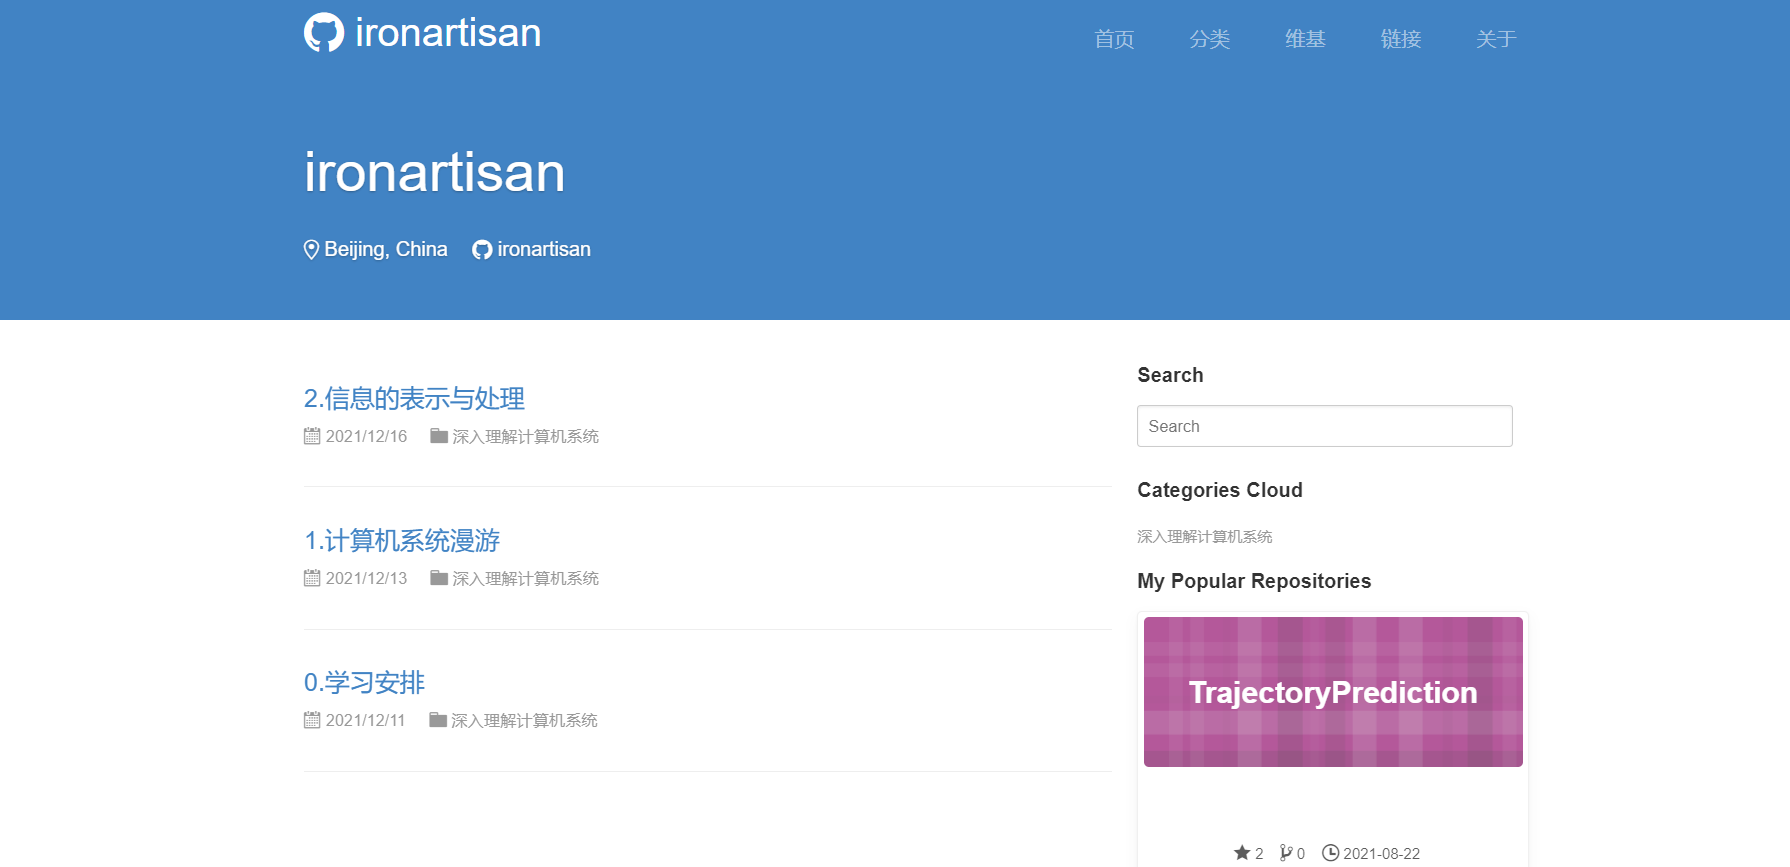 ironartisan
首页 分类 维基 链接 关于
ironartisan
Beijing, China ironartisan
2.信息的表示与处理
2021/12/16 深入理解计算机系统
1.计算机系统漫游
2021/12/13 深入理解计算机系统
0.学习安排
2021/12/11 深入理解计算机系统
Search
Search
Categories Cloud
深入理解计算机系统
My Popular Repositories
TrajectoryPrediction
2 0 2021-08-22